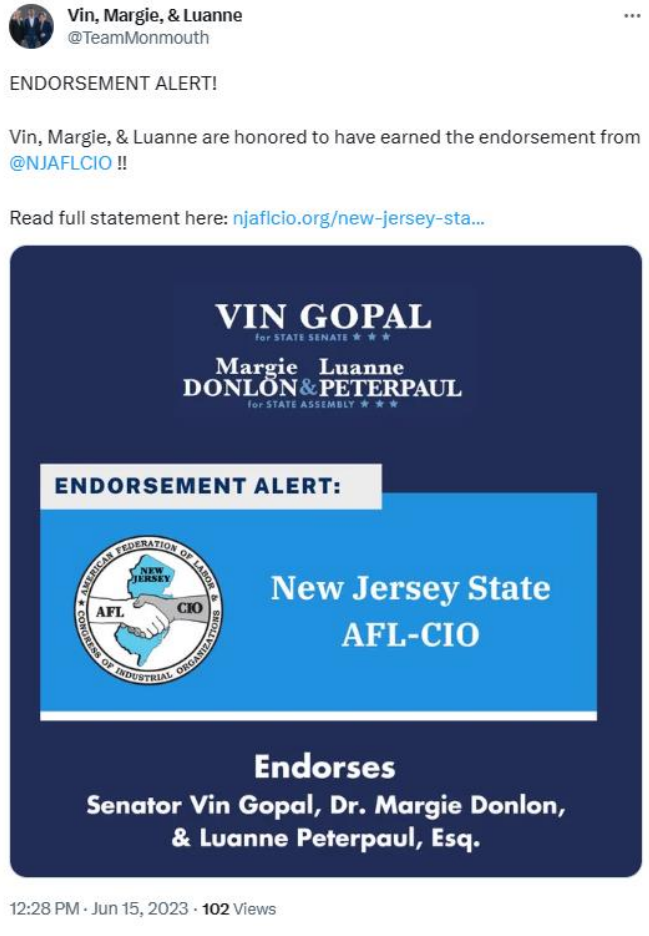 Vin, Margie, & Luanne
@TeamMonmouth
ENDORSEMENT ALERT!
Vin, Margie, & Luanne are honored to have earned the endorsement from
@NJAFLCIO !!
Read full statement here: njaflcio.org/new-jersey-sta...
VIN GOPAL
for STATE SENATE ★ ★ ★
Margie Luanne
DONLON&PETERPAUL
for STATE ASSEMBLY ★ ★ ★
ENDORSEMENT ALERT:
★ AMERICAN FEDERATION OF LABOR &
CONGRESS OF INDUSTRIAL ORGANIZATIONS
NEW
JERSEY
AFL CIO
New Jersey State
AFL-CIO
Endorses
Senator Vin Gopal, Dr. Margie Donlon,
& Luanne Peterpaul, Esq.
12:28 PM · Jun 15, 2023 · 102 Views